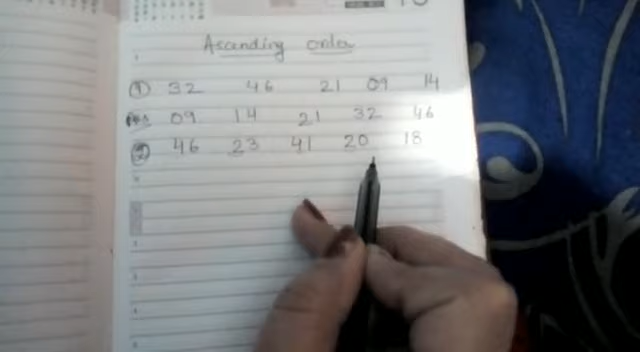 Ascending order
① 32 46 21 09 14
Ans 09 14 21 32 46
② 46 23 41 20 18